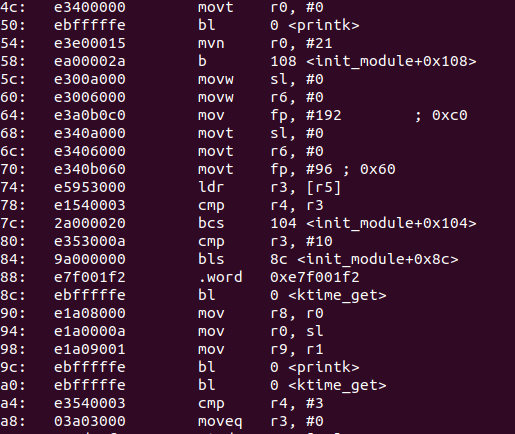 4c: e3400000 movt r0, #0
50: ebfffffe bl 0 <printk>
54: e3e00015 mvn r0, #21
58: ea00002a b 108 <init_module+0x108>
5c: e300a000 movw sl, #0
60: e3006000 movw r6, #0
64: e3a0b0c0 mov fp, #192 ; 0xc0
68: e340a000 movt sl, #0
6c: e3406000 movt r6, #0
70: e340b060 movt fp, #96 ; 0x60
74: e5953000 ldr r3, [r5]
78: e1540003 cmp r4, r3
7c: 2a000020 bcs 104 <init_module+0x104>
80: e353000a cmp r3, #10
84: 9a000000 bls 8c <init_module+0x8c>
88: e7f001f2 .word 0xe7f001f2
8c: ebfffffe bl 0 <ktime_get>
90: e1a08000 mov r8, r0
94: e1a0000a mov r0, sl
98: e1a09001 mov r9, r1
9c: ebfffffe bl 0 <printk>
a0: ebfffffe bl 0 <ktime_get>
a4: e3540003 cmp r4, #3
a8: 03a03000 moveq r3, #0